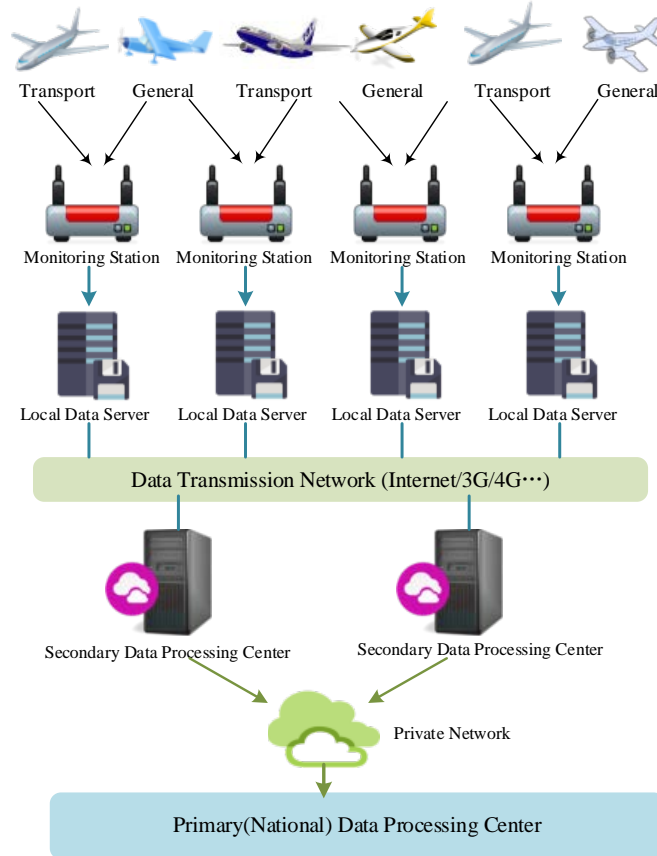 Transport General Transport General Transport General
Monitoring Station Monitoring Station Monitoring Station Monitoring Station
Local Data Server Local Data Server Local Data Server Local Data Server
Data Transmission Network (Internet/3G/4G⋯)
Secondary Data Processing Center Secondary Data Processing Center
Private Network
Primary(National) Data Processing Center